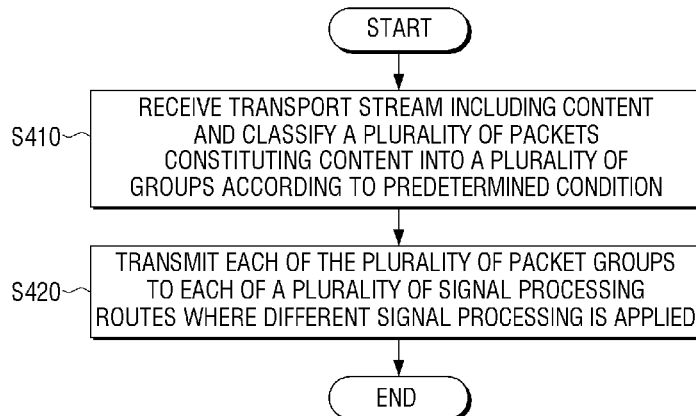 START
S410
RECEIVE TRANSPORT STREAM INCLUDING CONTENT
AND CLASSIFY A PLURALITY OF PACKETS
CONSTITUTING CONTENT INTO A PLURALITY OF
GROUPS ACCORDING TO PREDETERMINED CONDITION
S420
TRANSMIT EACH OF THE PLURALITY OF PACKET GROUPS
TO EACH OF A PLURALITY OF SIGNAL PROCESSING
ROUTES WHERE DIFFERENT SIGNAL PROCESSING IS APPLIED
END